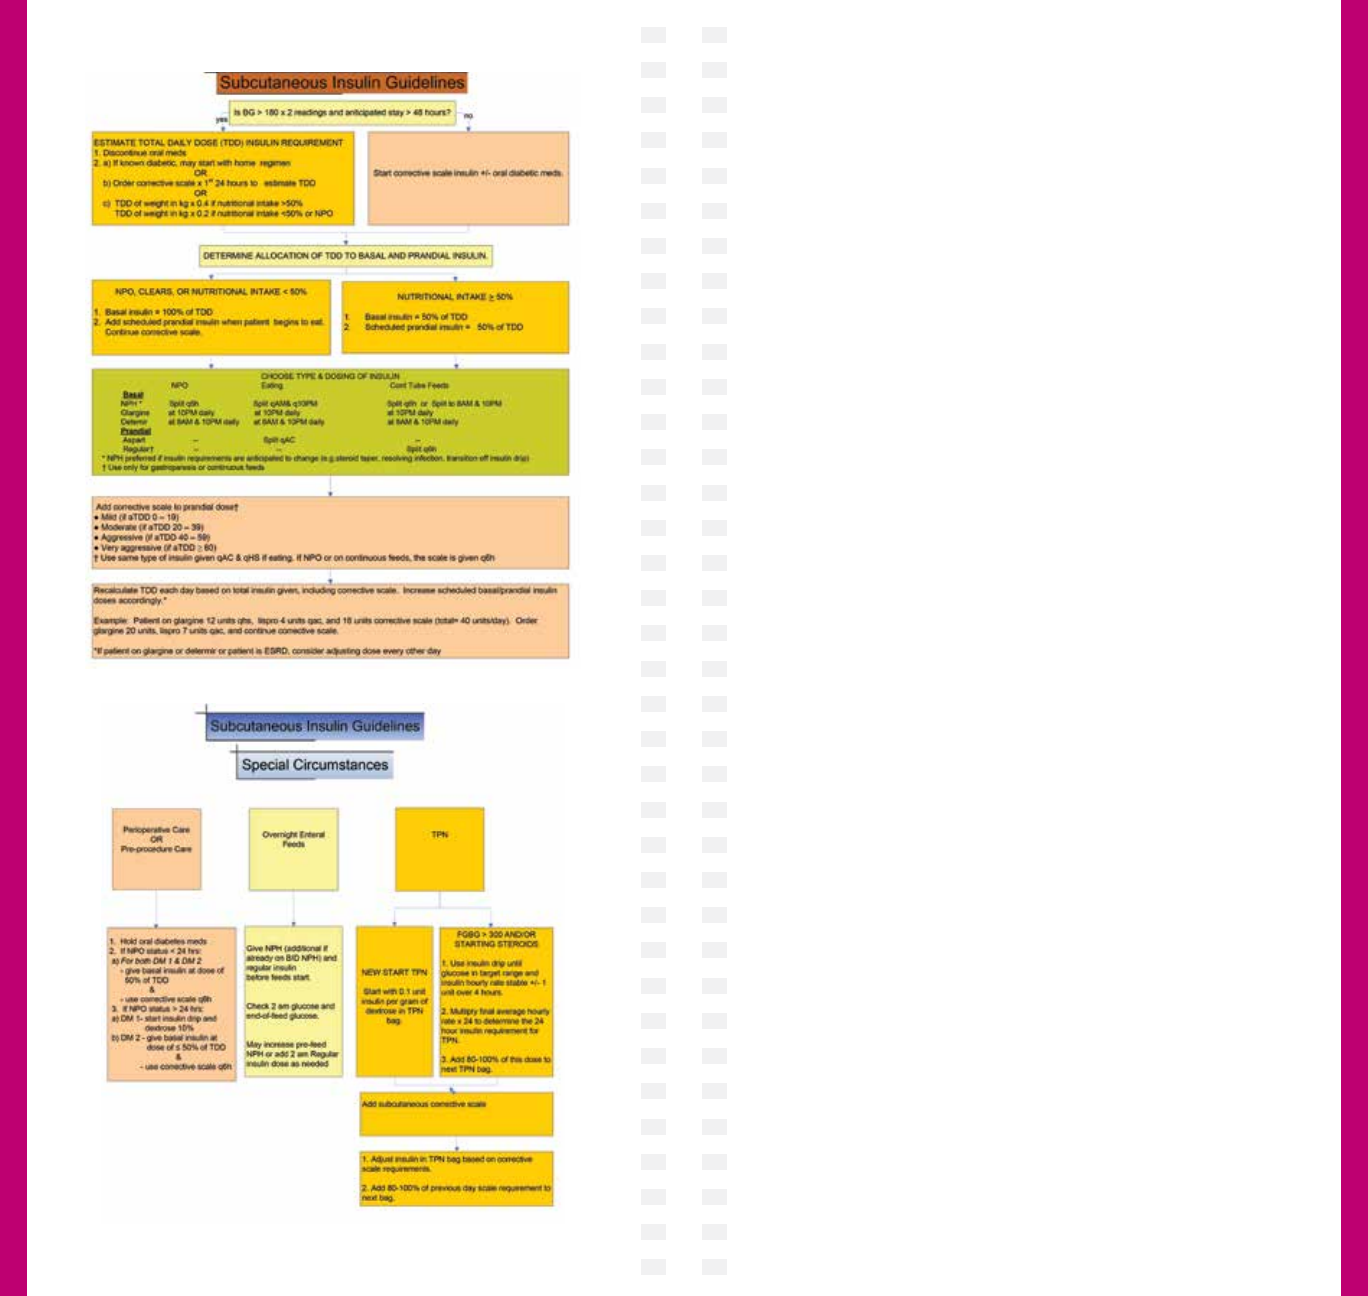 Subcutaneous Insulin Guidelines
Is BG > 180 x 2 readings and anticipated stay > 48 hours?
yes
no
ESTIMATE TOTAL DAILY DOSE (TDD) INSULIN REQUIREMENT
1. Discontinue oral meds
2. a) If known diabetic, may start with home regimen
OR
b) Order corrective scale x 1st 24 hours to estimate TDD
OR
c) TDD of weight in kg x 0.4 if nutritional intake >50%
TDD of weight in kg x 0.2 if nutritional intake <50% or NPO
Start corrective scale insulin +/- oral diabetic meds.
DETERMINE ALLOCATION OF TDD TO BASAL AND PRANDIAL INSULIN.
NPO, CLEARS, OR NUTRITIONAL INTAKE < 50%
1. Basal insulin = 100% of TDD
2. Add scheduled prandial insulin when patient begins to eat.
Continue corrective scale.
NUTRITIONAL INTAKE ≥ 50%
1. Basal insulin = 50% of TDD
2. Scheduled prandial insulin = 50% of TDD
CHOOSE TYPE & DOSING OF INSULIN
NPO Eating Cont Tube Feeds
Basal
NPH * Split q6h Split qAM& q10PM Split q6h or Split to 8AM & 10PM
Glargine at 10PM daily at 10PM daily at 10PM daily
Detemir at 8AM & 10PM daily at 8AM & 10PM daily at 8AM & 10PM daily
Prandial
Aspart -- Split qAC --
Regular† -- -- Split q6h
* NPH preferred if insulin requirements are anticipated to change (e.g.steroid taper, resolving infection, transition off insulin drip)
† Use only for gastroparesis or continuous feeds
Add corrective scale to prandial dose†
● Mild (if aTDD 0 – 19)
● Moderate (if aTDD 20 – 39)
● Aggressive (if aTDD 40 – 59)
● Very aggressive (if aTDD ≥ 60)
† Use same type of insulin given qAC & qHS if eating. If NPO or on continuous feeds, the scale is given q6h
Recalculate TDD each day based on total insulin given, including corrective scale. Increase scheduled basal/prandial insulin
doses accordingly.*
Example: Patient on glargine 12 units qhs, lispro 4 units qac, and 16 units corrective scale (total= 40 units/day). Order
glargine 20 units, lispro 7 units qac, and continue corrective scale.
*If patient on glargine or determir or patient is ESRD, consider adjusting dose every other day
Subcutaneous Insulin Guidelines
Special Circumstances
Perioperative Care
OR
Pre-procedure Care
Overnight Enteral
Feeds
TPN
1. Hold oral diabetes meds
2. If NPO status < 24 hrs:
a) For both DM 1 & DM 2
- give basal insulin at dose of
50% of TDD
&
- use corrective scale q6h
3. If NPO status > 24 hrs:
a) DM 1- start insulin drip and
dextrose 10%
b) DM 2 - give basal insulin at
dose of ≤ 50% of TDD
&
- use corrective scale q6h
Give NPH (additional if
already on BID NPH) and
regular insulin
before feeds start.
Check 2 am glucose and
end-of-feed glucose.
May increase pre-feed
NPH or add 2 am Regular
insulin dose as needed
NEW START TPN
Start with 0.1 unit
insulin per gram of
dextrose in TPN
bag.
FGBG > 300 AND/OR
STARTING STEROIDS
1. Use insulin drip until
glucose in target range and
insulin hourly rate stable +/- 1
unit over 4 hours.
2. Multiply final average hourly
rate x 24 to determine the 24
hour insulin requirement for
TPN.
3. Add 80-100% of this dose to
next TPN bag.
Add subcutaneous corrective scale
1. Adjust insulin in TPN bag based on corrective
scale requirements.
2. Add 80-100% of previous day scale requirement to
next bag.